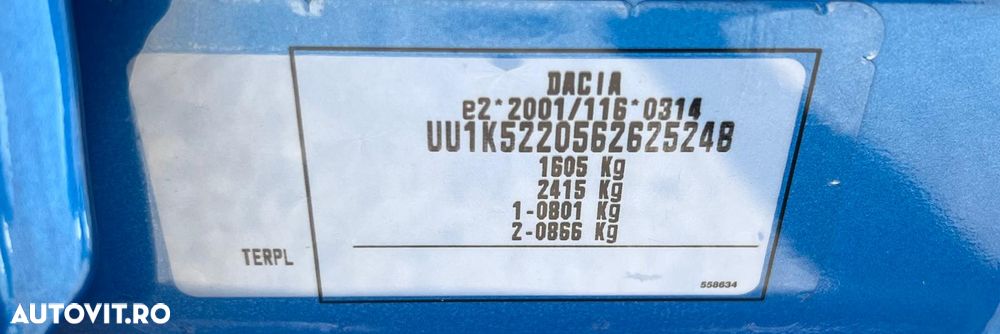 DACIA
e2*2001/116*0314
UU1K5220562625248
1605 Kg
2415 Kg
1-0801 Kg
2-0866 Kg
TERPL
558634
AUTOVIT.RO